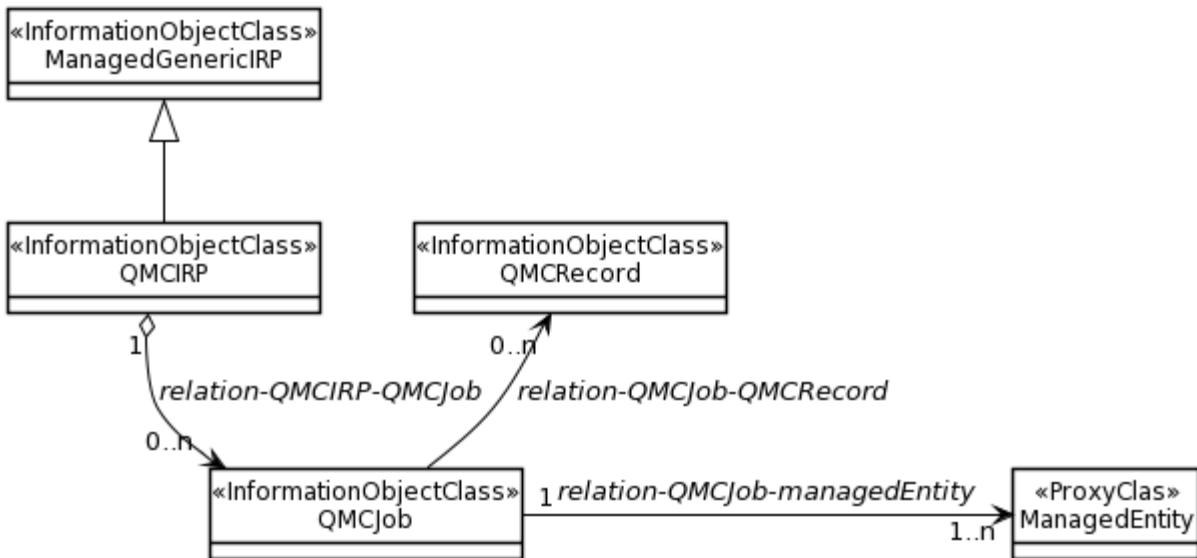 «InformationObjectClass»
ManagedGenericIRP
«InformationObjectClass»
QMCIRP
«InformationObjectClass»
QMCRecord
1
0..n
relation-QMCIRP-QMCJob
relation-QMCJob-QMCRecord
0..n
«InformationObjectClass»
QMCJob
1
relation-QMCJob-managedEntity
1..n
«ProxyClas»
ManagedEntity